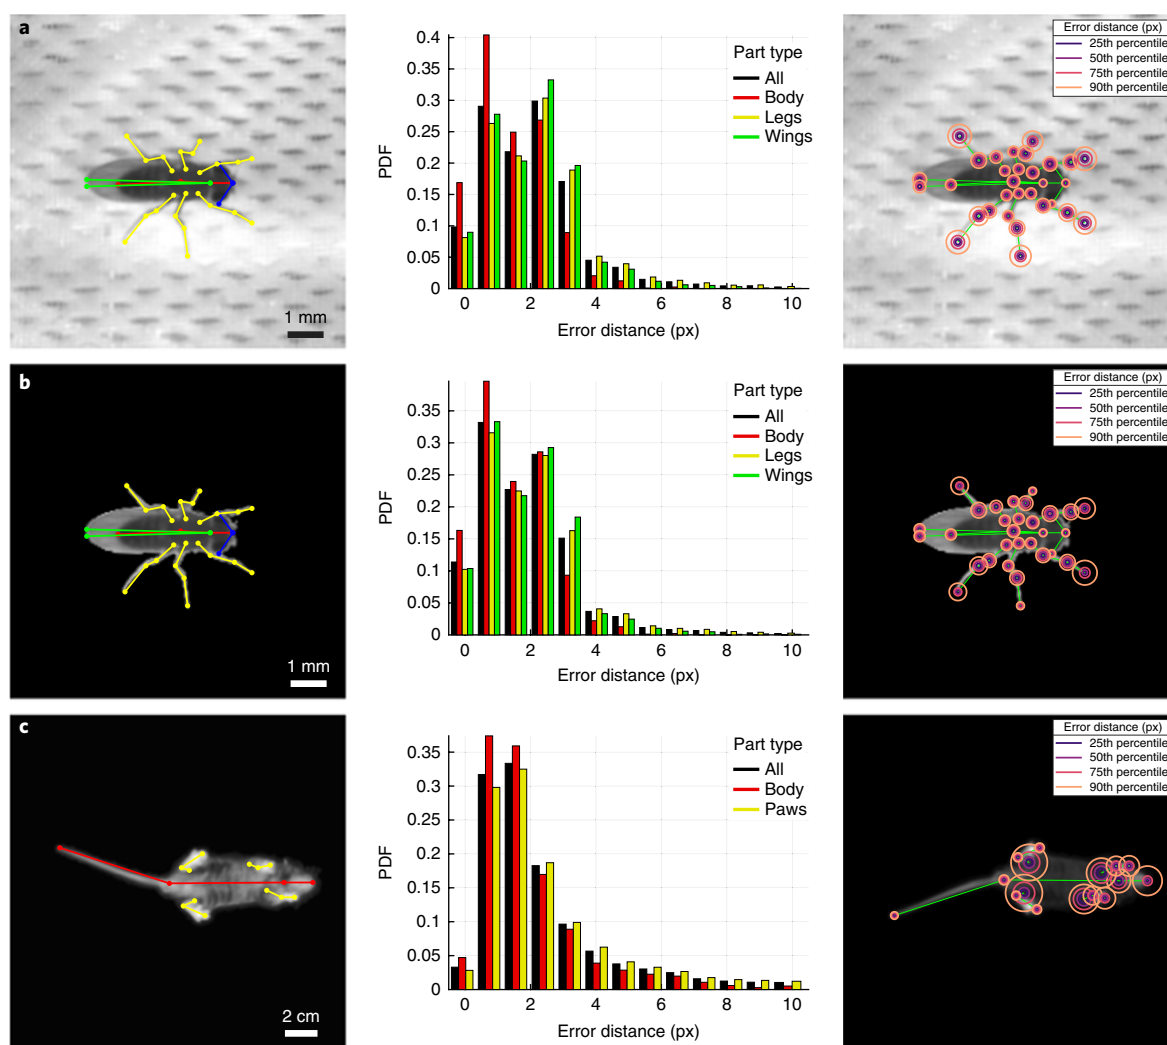 a
1 mm
PDF
0.4
0.35
0.3
0.25
0.2
0.15
0.1
0.05
0
0 2 4 6 8 10
Error distance (px)
Part type
All
Body
Legs
Wings
Error distance (px)
25th percentile
50th percentile
75th percentile
90th percentile
b
1 mm
PDF
0.35
0.3
0.25
0.2
0.15
0.1
0.05
0
0 2 4 6 8 10
Error distance (px)
Part type
All
Body
Legs
Wings
Error distance (px)
25th percentile
50th percentile
75th percentile
90th percentile
c
2 cm
PDF
0.35
0.3
0.25
0.2
0.15
0.1
0.05
0
0 2 4 6 8 10
Error distance (px)
Part type
All
Body
Paws
Error distance (px)
25th percentile
50th percentile
75th percentile
90th percentile